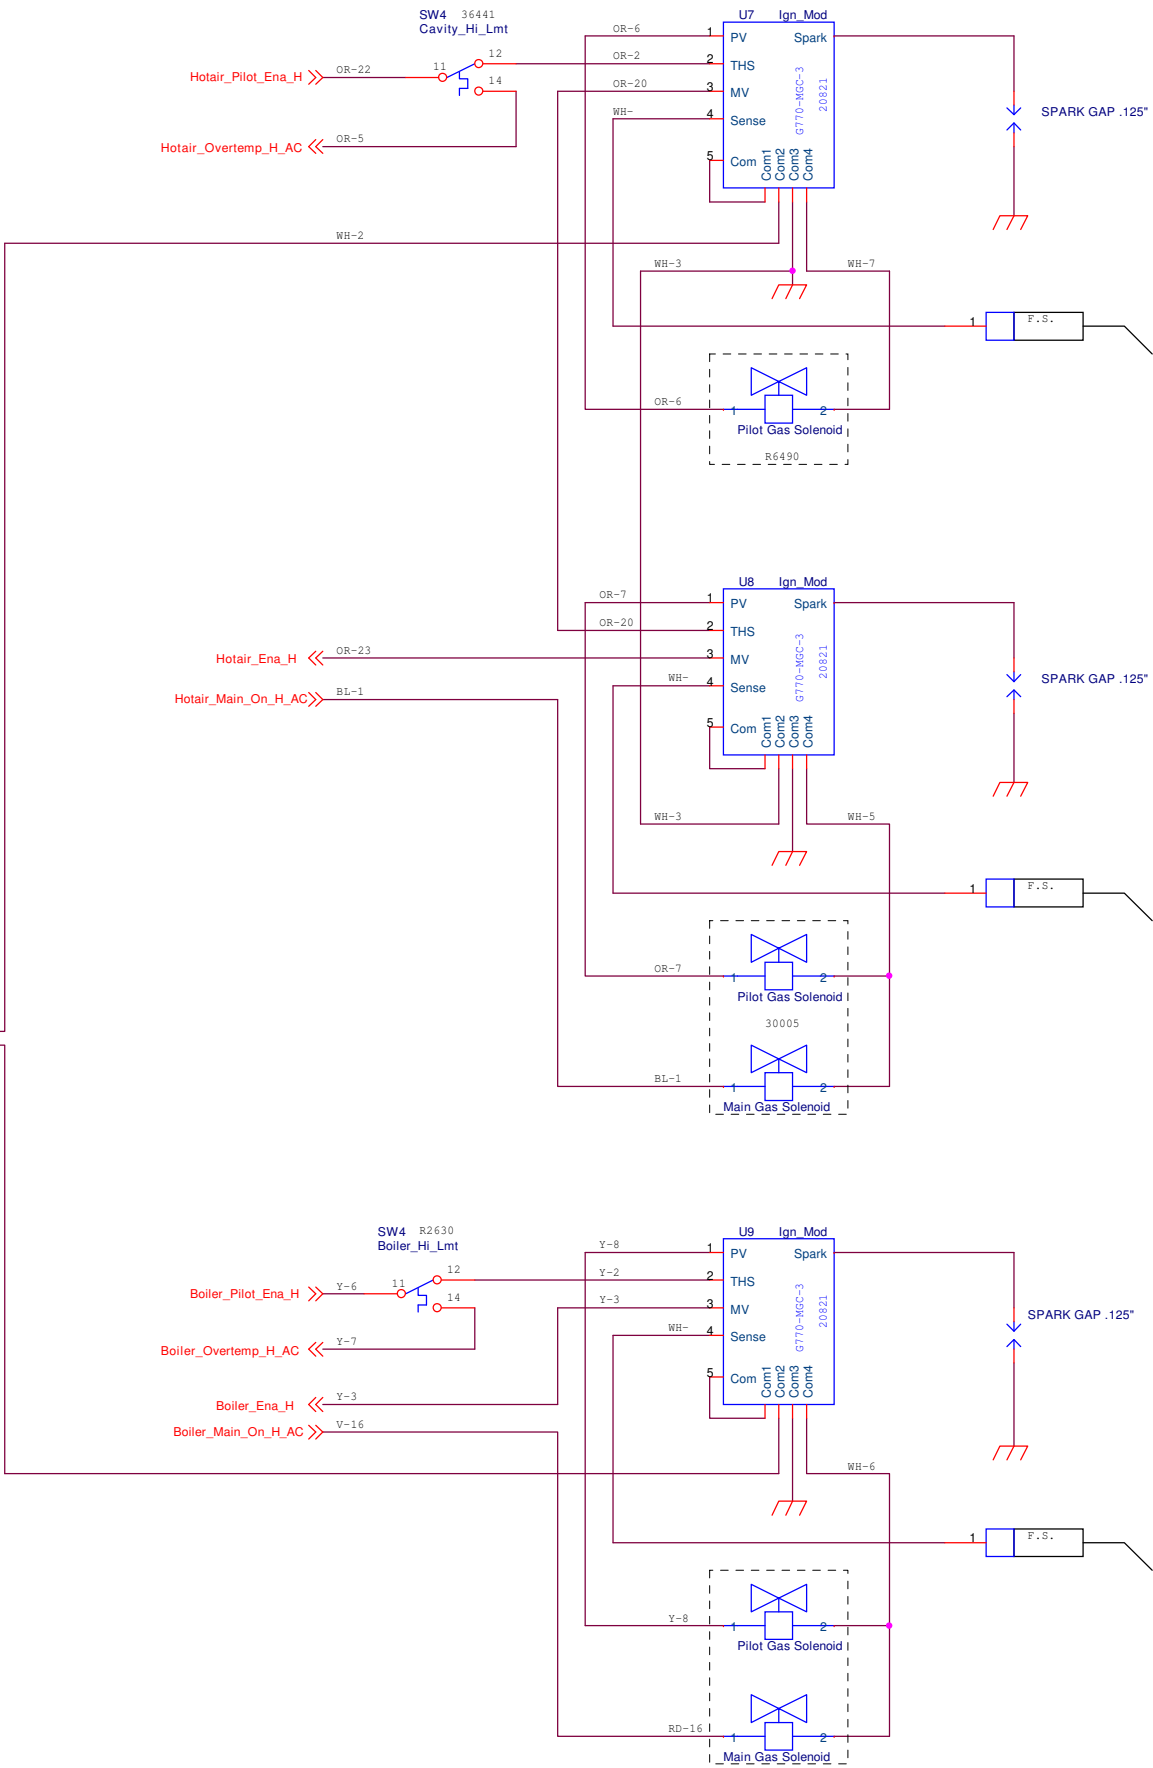 SW4 36441
Cavity_Hi_Lmt
U7 Ign_Mod
Hotair_Pilot_Ena_H OR-22 11 12 14
OR-6 1 PV Spark
OR-2 2 THS
OR-20 3 MV
WH- 4 Sense
5 Com
Com1 Com2 Com3 Com4
G770-MGC-3
20821
SPARK GAP .125"
Hotair_Overtemp_H_AC OR-5
WH-2
WH-3 WH-7
1 F.S.
OR-6 1 2
Pilot Gas Solenoid
R6490
U8 Ign_Mod
OR-7 1 PV Spark
OR-20 2 THS
Hotair_Ena_H OR-23 3 MV
WH- 4 Sense
Hotair_Main_On_H_AC BL-1
5 Com
Com1 Com2 Com3 Com4
G770-MGC-3
20821
SPARK GAP .125"
WH-3 WH-5
1 F.S.
OR-7 1 2
Pilot Gas Solenoid
30005
BL-1 1 2
Main Gas Solenoid
SW4 R2630
Boiler_Hi_Lmt
U9 Ign_Mod
Y-8 1 PV Spark
Y-2 2 THS
Boiler_Pilot_Ena_H Y-6 11 12 14
Y-3 3 MV
WH- 4 Sense
Boiler_Overtemp_H_AC Y-7
5 Com
Com1 Com2 Com3 Com4
G770-MGC-3
20821
SPARK GAP .125"
Boiler_Ena_H Y-3
Boiler_Main_On_H_AC V-16
WH-6
1 F.S.
Y-8 1 2
Pilot Gas Solenoid
RD-16 1 2
Main Gas Solenoid